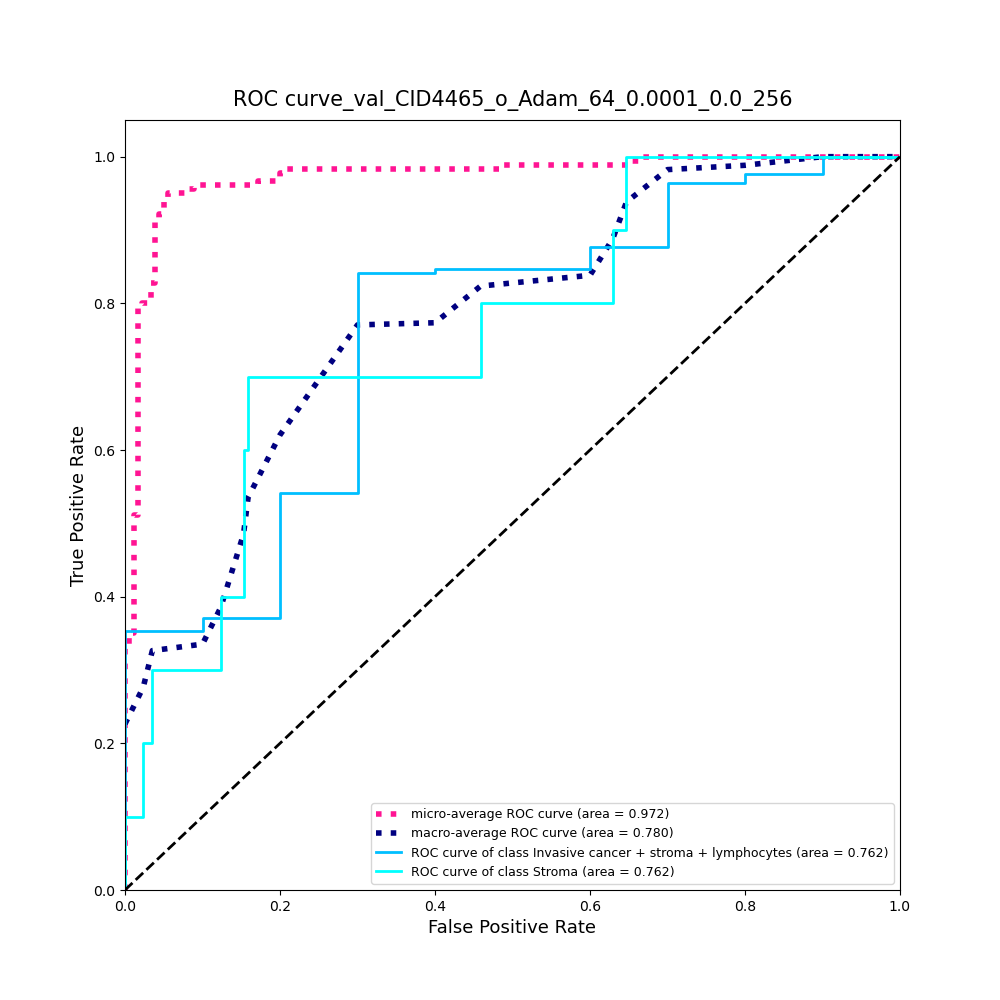 ROC curve_val_CID4465_o_Adam_64_0.0001_0.0_256
True Positive Rate
1.0
0.8
0.6
0.4
0.2
0.0
0.0 0.2 0.4 0.6 0.8 1.0
False Positive Rate
micro-average ROC curve (area = 0.972)
macro-average ROC curve (area = 0.780)
ROC curve of class Invasive cancer + stroma + lymphocytes (area = 0.762)
ROC curve of class Stroma (area = 0.762)